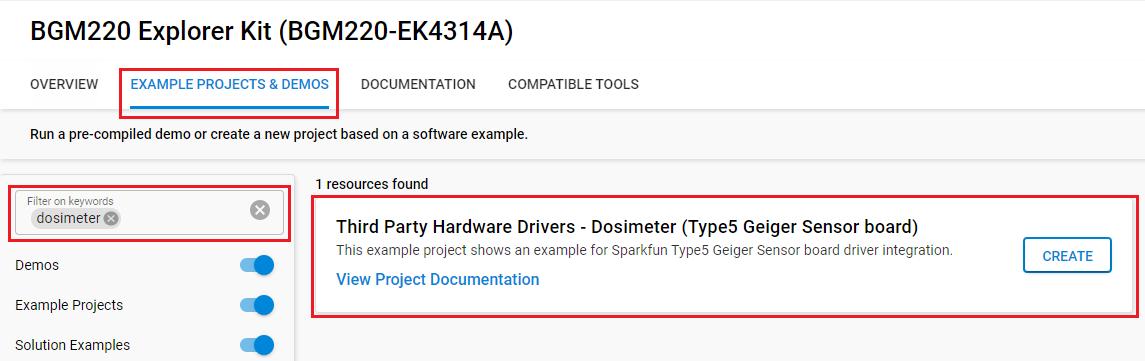 BGM220 Explorer Kit (BGM220-EK4314A)
OVERVIEW EXAMPLE PROJECTS & DEMOS DOCUMENTATION COMPATIBLE TOOLS
Run a pre-compiled demo or create a new project based on a software example.
Filter on keywords
dosimeter
Demos
Example Projects
Solution Examples
1 resources found
Third Party Hardware Drivers - Dosimeter (Type5 Geiger Sensor board)
This example project shows an example for Sparkfun Type5 Geiger Sensor board driver integration.
View Project Documentation
CREATE